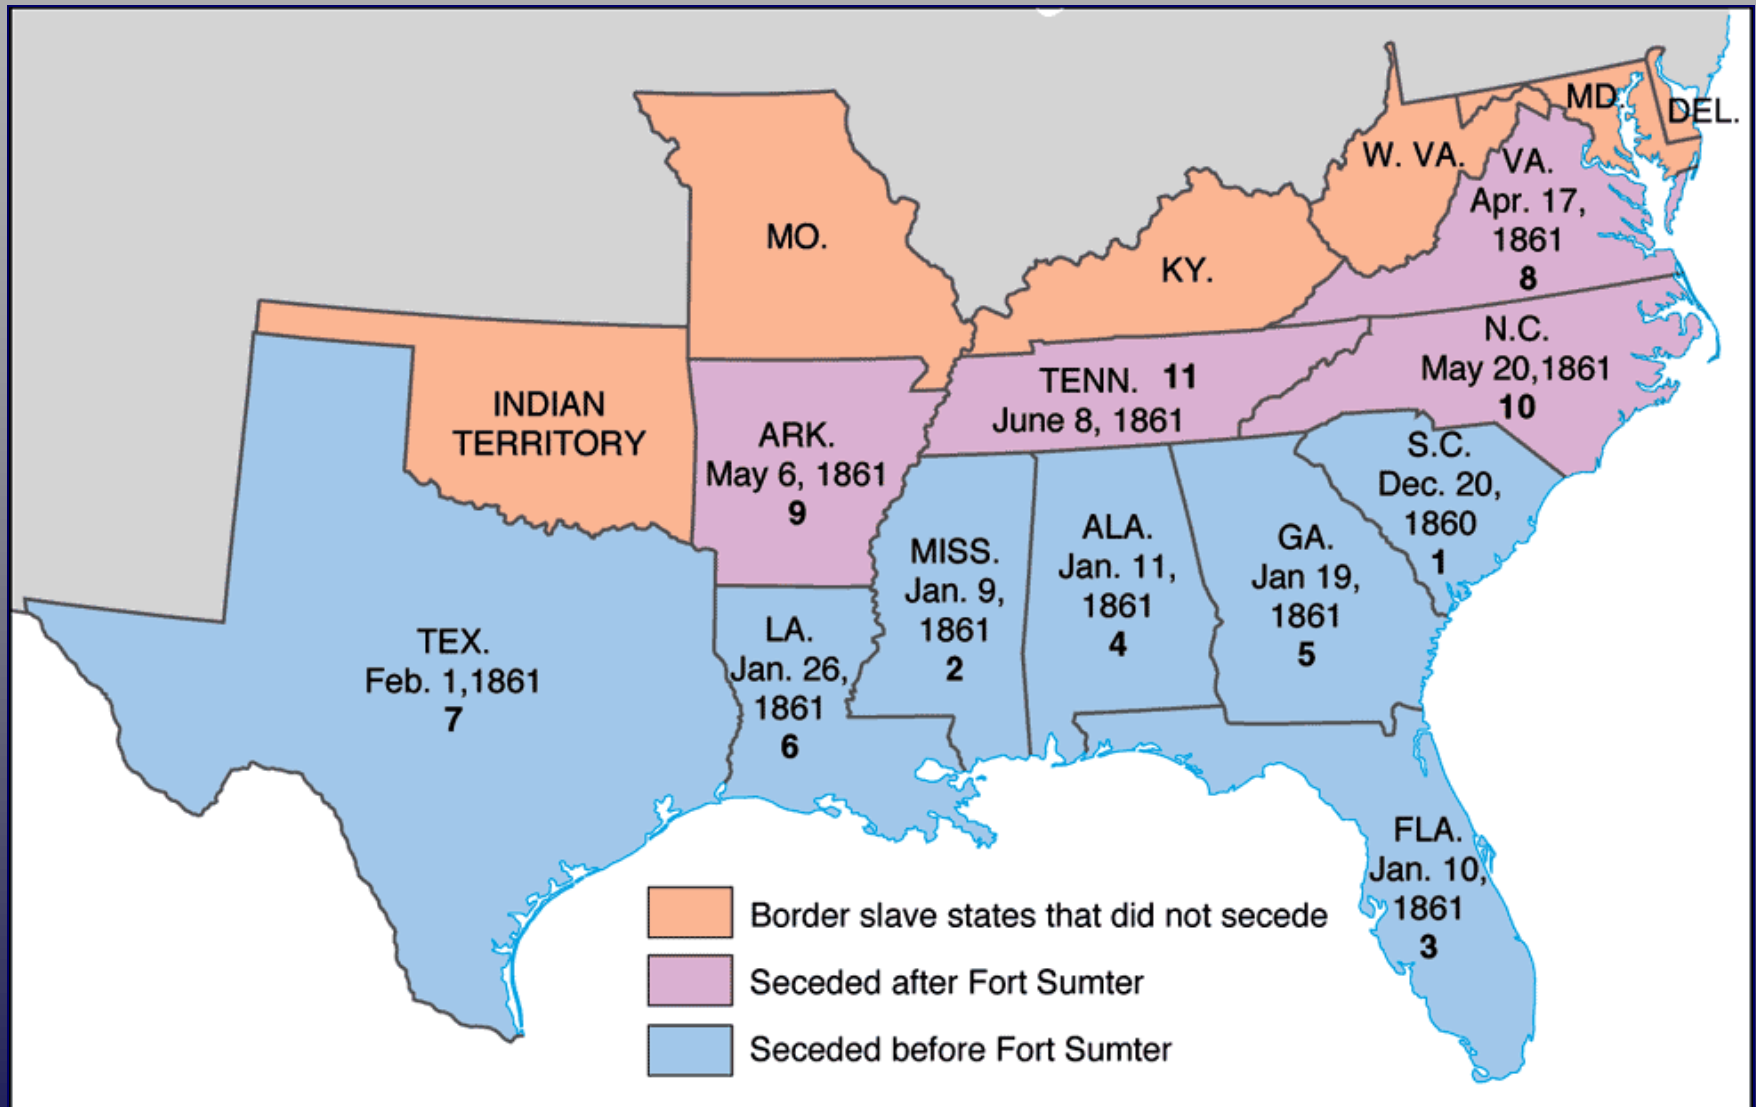 MO.
KY.
W. VA.
MD.
DEL.
VA.
Apr. 17,
1861
8
N.C.
May 20,1861
10
TENN. 11
June 8, 1861
INDIAN
TERRITORY
ARK.
May 6, 1861
9
S.C.
Dec. 20,
1860
1
MISS.
Jan. 9,
1861
2
ALA.
Jan. 11,
1861
4
GA.
Jan 19,
1861
5
TEX.
Feb. 1,1861
7
LA.
Jan. 26,
1861
6
FLA.
Jan. 10,
1861
3
Border slave states that did not secede
Seceded after Fort Sumter
Seceded before Fort Sumter